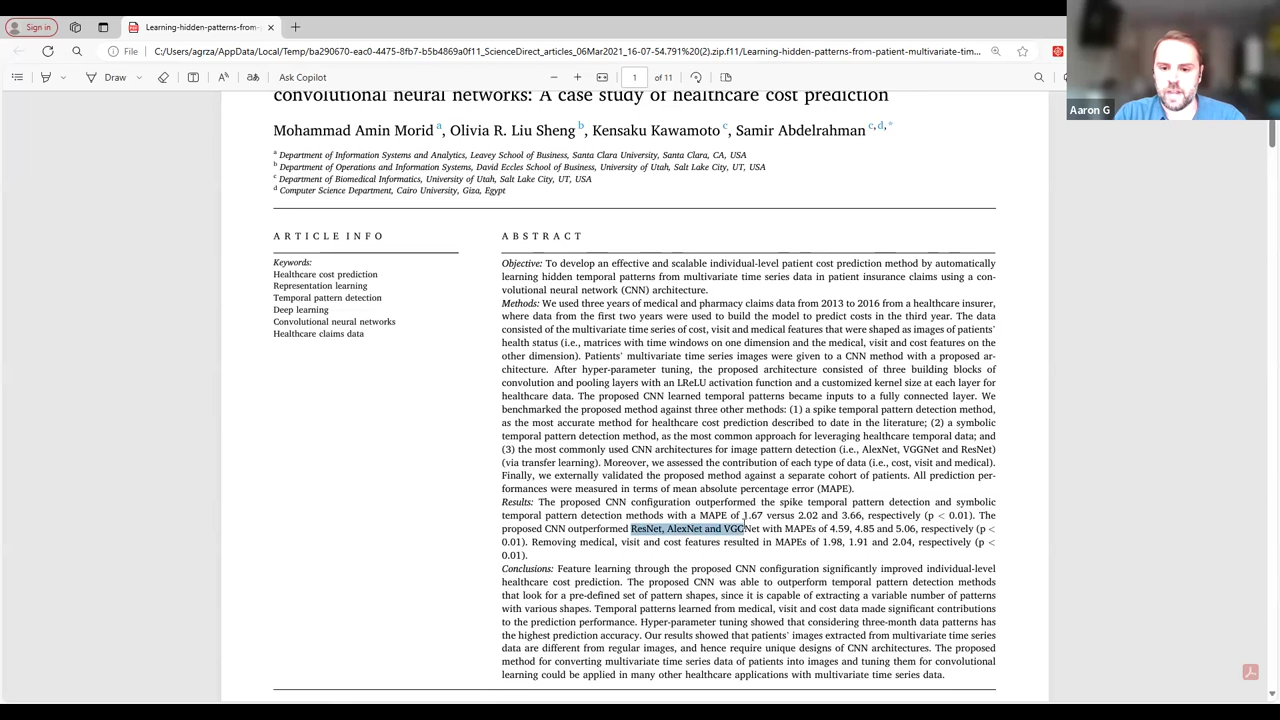 Sign in
Learning-hidden-patterns-from-
File
C:/Users/agrza/AppData/Local/Temp/ba290670-eac0-4475-8fb7-b5b4869a0f11_ScienceDirect_articles_06Mar2021_16-07-54.791%20(2).zip.f11/Learning-hidden-patterns-from-patient-multivariate-tim...
Draw
Ask Copilot
1 of 11
Aaron G
convolutional neural networks: A case study of healthcare cost prediction
Mohammad Amin Morid a, Olivia R. Liu Sheng b, Kensaku Kawamoto c, Samir Abdelrahman c,d,*
a Department of Information Systems and Analytics, Leavey School of Business, Santa Clara University, Santa Clara, CA, USA
b Department of Operations and Information Systems, David Eccles School of Business, University of Utah, Salt Lake City, UT, USA
c Department of Biomedical Informatics, University of Utah, Salt Lake City, UT, USA
d Computer Science Department, Cairo University, Giza, Egypt
ARTICLE INFO
Keywords:
Healthcare cost prediction
Representation learning
Temporal pattern detection
Deep learning
Convolutional neural networks
Healthcare claims data
ABSTRACT
Objective: To develop an effective and scalable individual-level patient cost prediction method by automatically
learning hidden temporal patterns from multivariate time series data in patient insurance claims using a con-
volutional neural network (CNN) architecture.
Methods: We used three years of medical and pharmacy claims data from 2013 to 2016 from a healthcare insurer,
where data from the first two years were used to build the model to predict costs in the third year. The data
consisted of the multivariate time series of cost, visit and medical features that were shaped as images of patients'
health status (i.e., matrices with time windows on one dimension and the medical, visit and cost features on the
other dimension). Patients' multivariate time series images were given to a CNN method with a proposed ar-
chitecture. After hyper-parameter tuning, the proposed architecture consisted of three building blocks of
convolution and pooling layers with an LReLU activation function and a customized kernel size at each layer for
healthcare data. The proposed CNN learned temporal patterns became inputs to a fully connected layer. We
benchmarked the proposed method against three other methods: (1) a spike temporal pattern detection method,
as the most accurate method for healthcare cost prediction described to date in the literature; (2) a symbolic
temporal pattern detection method, as the most common approach for leveraging healthcare temporal data; and
(3) the most commonly used CNN architectures for image pattern detection (i.e., AlexNet, VGGNet and ResNet)
(via transfer learning). Moreover, we assessed the contribution of each type of data (i.e., cost, visit and medical).
Finally, we externally validated the proposed method against a separate cohort of patients. All prediction per-
formances were measured in terms of mean absolute percentage error (MAPE).
Results: The proposed CNN configuration outperformed the spike temporal pattern detection and symbolic
temporal pattern detection methods with a MAPE of 1.67 versus 2.02 and 3.66, respectively (p < 0.01). The
proposed CNN outperformed ResNet, AlexNet and VGGNet with MAPEs of 4.59, 4.85 and 5.06, respectively (p <
0.01). Removing medical, visit and cost features resulted in MAPEs of 1.98, 1.91 and 2.04, respectively (p <
0.01).
Conclusions: Feature learning through the proposed CNN configuration significantly improved individual-level
healthcare cost prediction. The proposed CNN was able to outperform temporal pattern detection methods
that look for a pre-defined set of pattern shapes, since it is capable of extracting a variable number of patterns
with various shapes. Temporal patterns learned from medical, visit and cost data made significant contributions
to the prediction performance. Hyper-parameter tuning showed that considering three-month data patterns has
the highest prediction accuracy. Our results showed that patients' images extracted from multivariate time series
data are different from regular images, and hence require unique designs of CNN architectures. The proposed
method for converting multivariate time series data of patients into images and tuning them for convolutional
learning could be applied in many other healthcare applications with multivariate time series data.